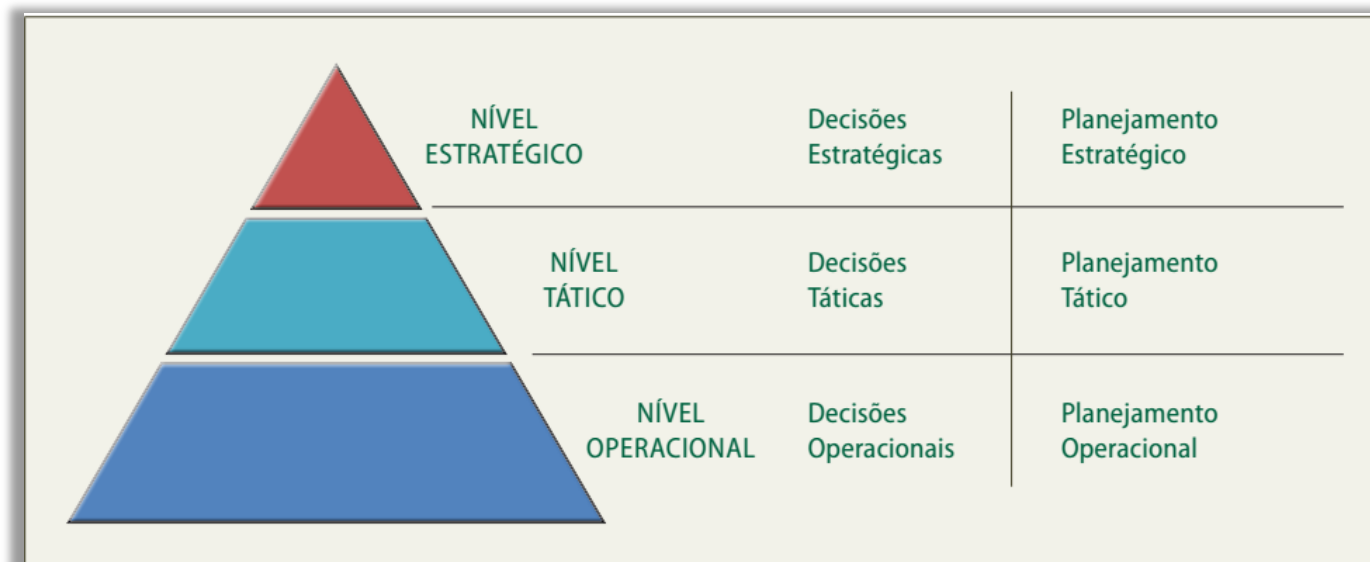 NÍVEL
ESTRATÉGICO
Decisões
Estratégicas
Planejamento
Estratégico
NÍVEL
TÁTICO
Decisões
Táticas
Planejamento
Tático
NÍVEL
OPERACIONAL
Decisões
Operacionais
Planejamento
Operacional